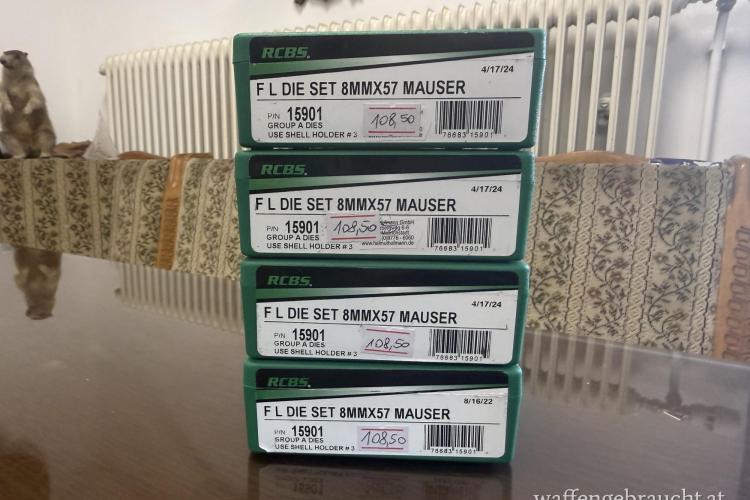 RCBS.
4/17/24
F L DIE SET 8MMX57 MAUSER
P/N 15901
GROUP A DIES
USE SHELL HOLDER # 3
108,50
76683 15901
RCBS.
4/17/24
F L DIE SET 8MMX57 MAUSER
P/N 15901
GROUP A DIES
USE SHELL HOLDER # 3
108,50
GmbH
www.helmuthofmann.de
76683 15901
RCBS.
4/17/24
F L DIE SET 8MMX57 MAUSER
P/N 15901
GROUP A DIES
USE SHELL HOLDER # 3
108,50
76683 15901
RCBS.
8/16/22
F L DIE SET 8MMX57 MAUSER
P/N 15901
GROUP A DIES
USE SHELL HOLDER # 3
108,50
76683 15901
waffengebraucht.at